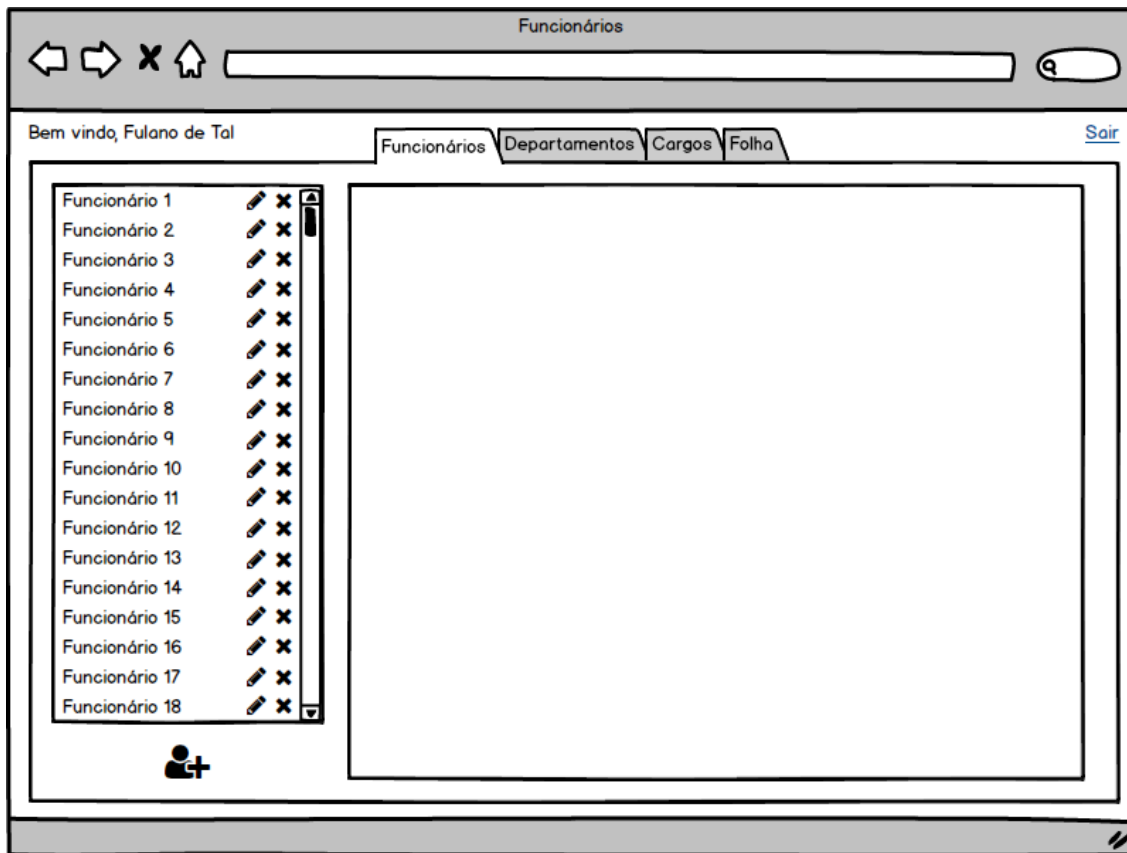 Funcionários
Bem vindo, Fulano de Tal
Funcionários
Departamentos
Cargos
Folha
Sair
Funcionário 1
Funcionário 2
Funcionário 3
Funcionário 4
Funcionário 5
Funcionário 6
Funcionário 7
Funcionário 8
Funcionário 9
Funcionário 10
Funcionário 11
Funcionário 12
Funcionário 13
Funcionário 14
Funcionário 15
Funcionário 16
Funcionário 17
Funcionário 18